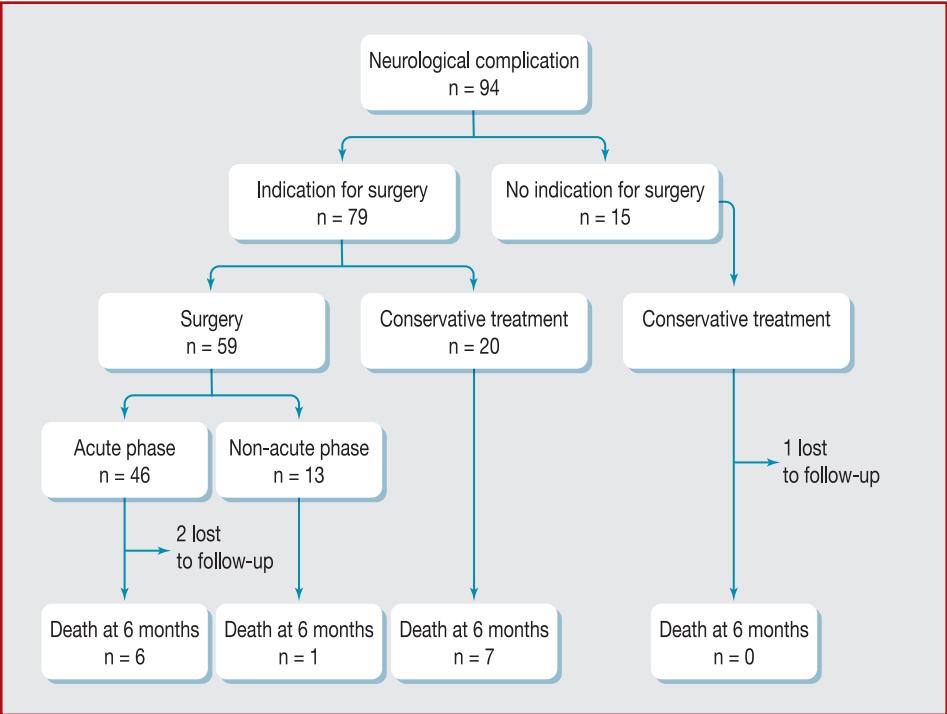 Neurological complication
n = 94
Indication for surgery
n = 79
No indication for surgery
n = 15
Surgery
n = 59
Conservative treatment
n = 20
Conservative treatment
Acute phase
n = 46
Non-acute phase
n = 13
1 lost
to follow-up
2 lost
to follow-up
Death at 6 months
n = 6
Death at 6 months
n = 1
Death at 6 months
n = 7
Death at 6 months
n = 0